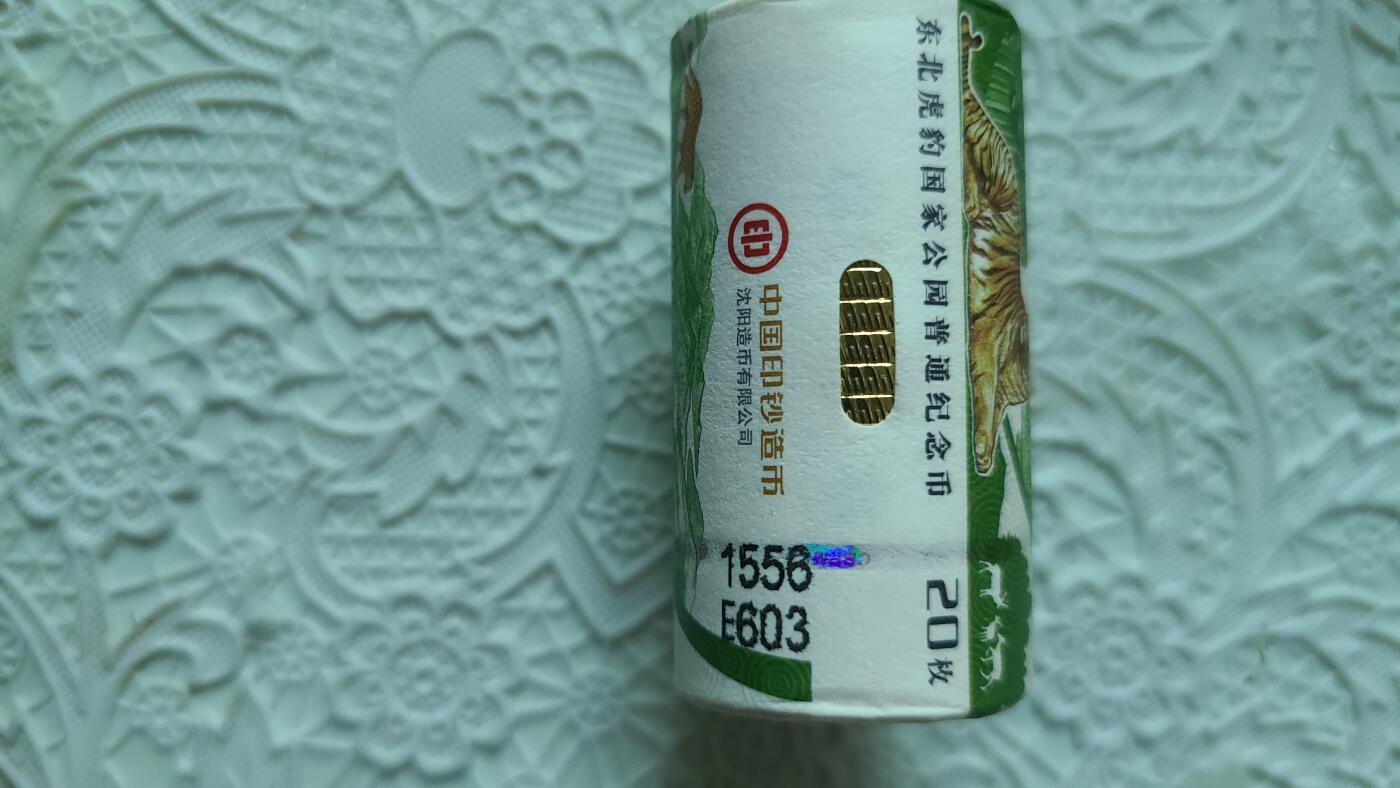 东北虎豹国家公园普通纪念币
20枚
中国印钞造币
沈阳造币有限公司
1556
E603